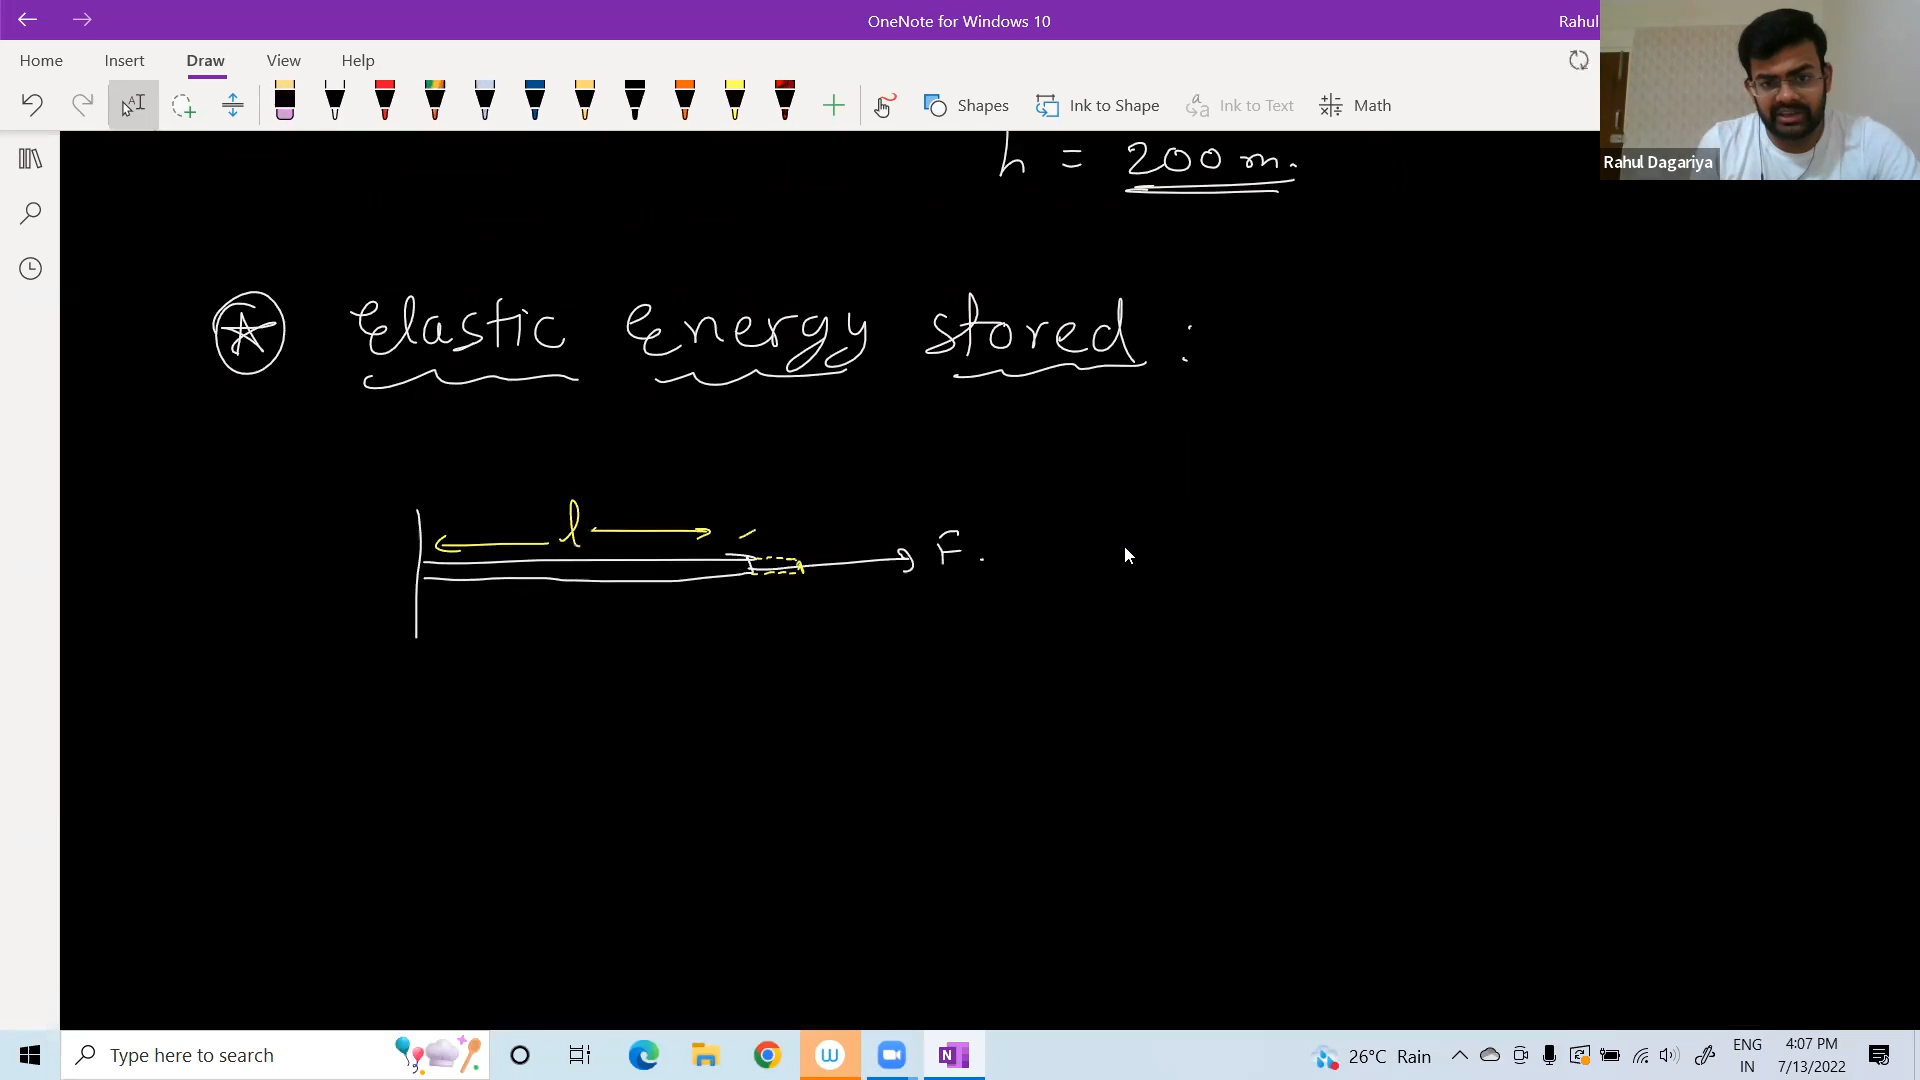 OneNote for Windows 10
Rahul
Home Insert Draw View Help
Shapes Ink to Shape Ink to Text Math
Rahul Dagariya
h = 200 m.
Elastic Energy stored :
l
F.
Type here to search
26°C Rain
ENG
IN
4:07 PM
7/13/2022